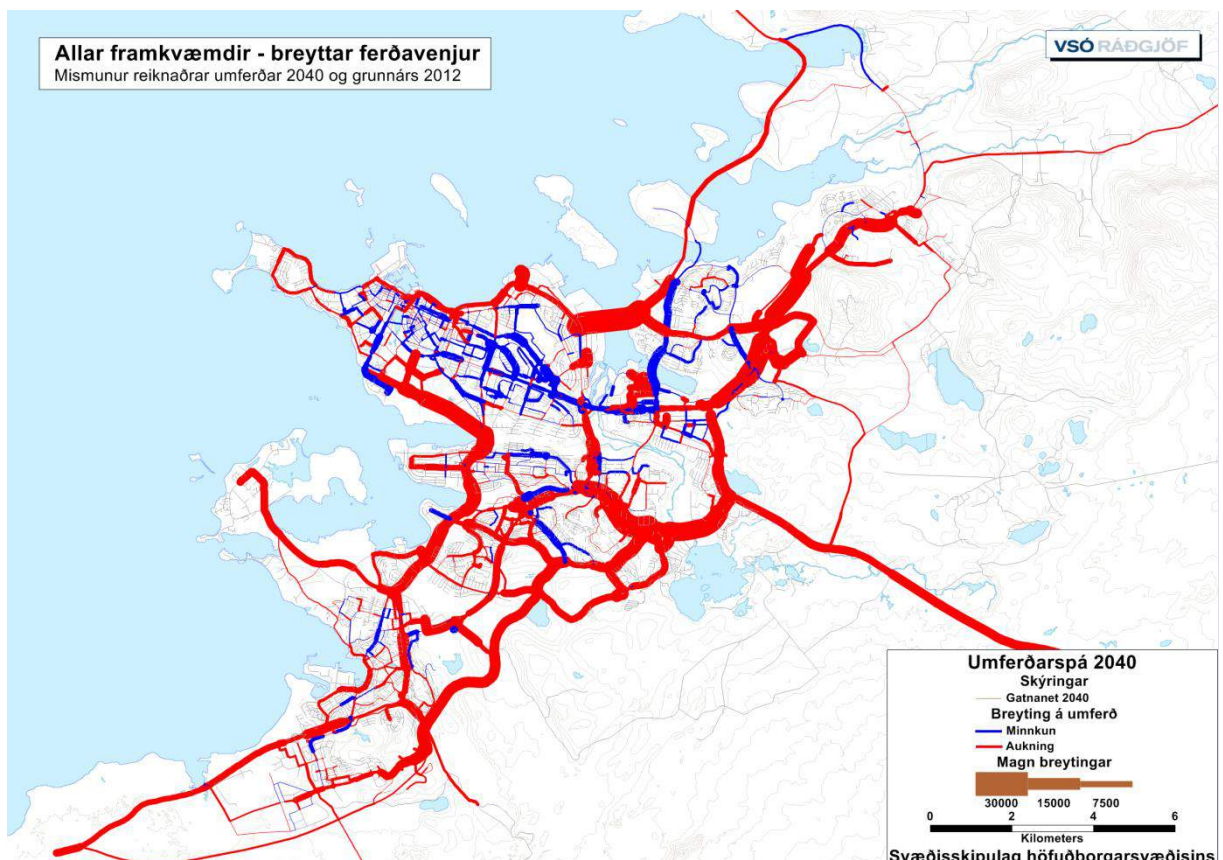 Allar framkvæmdir - breyttar ferðavenjur
Mismunur reiknaðrar umferðar 2040 og grunnárs 2012
VSÓ RÁÐGJÖF
Umferðarspá 2040
Skýringar
Gatnanet 2040
Breyting á umferð
Minnkun
Aukning
Magn breytingar
30000 15000 7500
0 2 4 6
Kilometers
Svæðisskipulag höfuðborgarsvæðisins